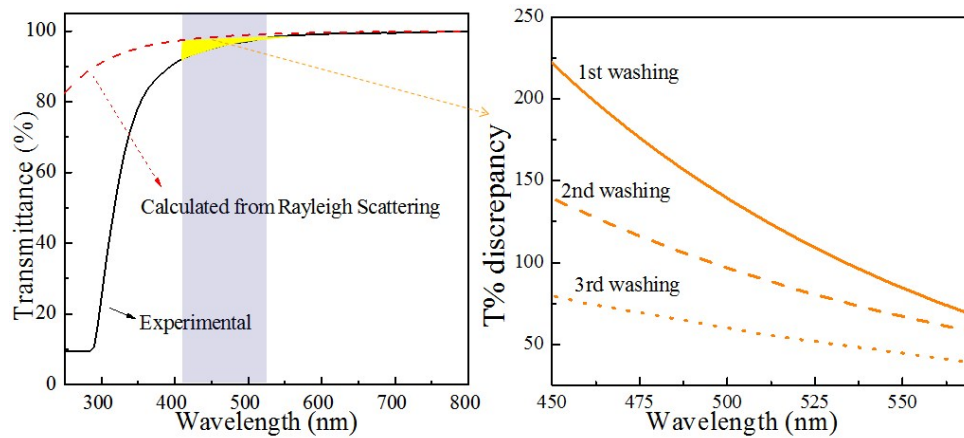 100
80
60
40
20
0
Transmittance (%)
Calculated from Rayleigh Scattering
Experimental
300 400 500 600 700 800
Wavelength (nm)
250
200
150
100
50
T% discrepancy
1st washing
2nd washing
3rd washing
450 475 500 525 550
Wavelength (nm)